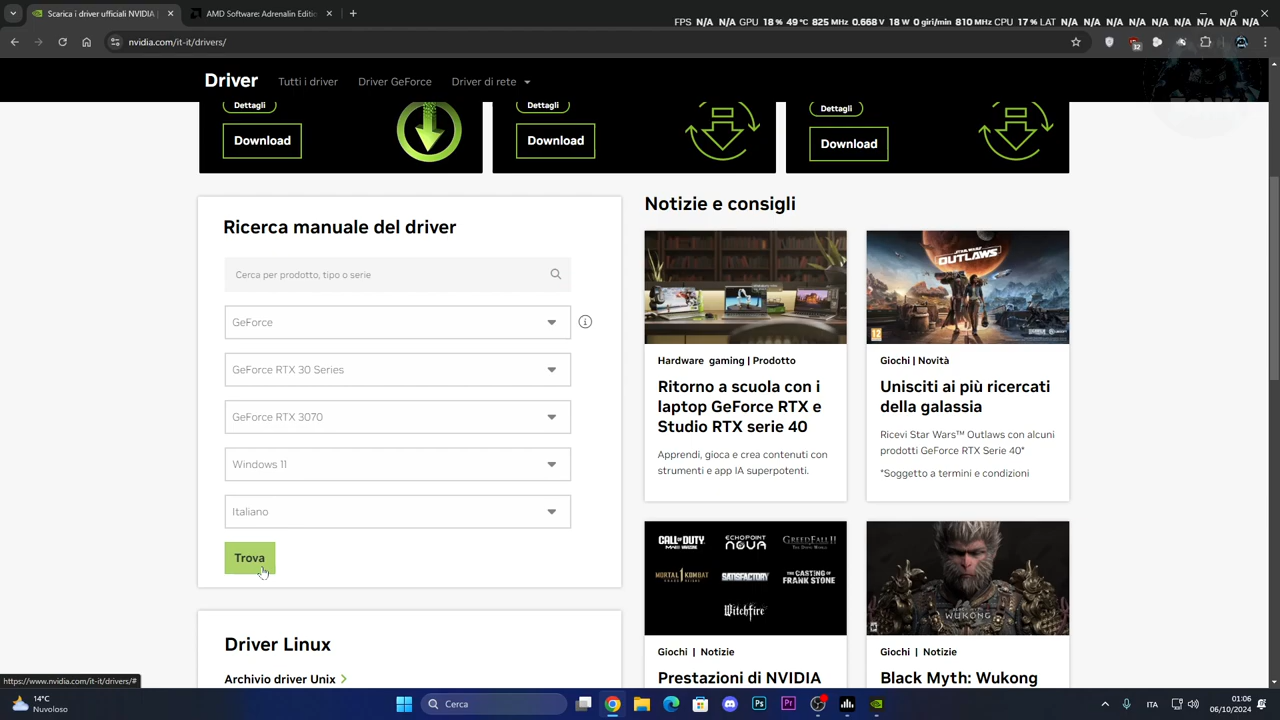 Scarica i driver ufficiali NVIDIA |
AMD Software: Adrenalin Edition
FPS N/A N/A GPU 18 % 49 °C 825 MHz 0.668 V 18 W 0 giri/min 810 MHz CPU 17 % LAT N/A N/A N/A N/A N/A N/A N/A N/A N/A
nvidia.com/it-it/drivers/
32
Driver
Tutti i driver
Driver GeForce
Driver di rete
Dettagli
Dettagli
Dettagli
Download
Download
Download
Ricerca manuale del driver
Cerca per prodotto, tipo o serie
GeForce
GeForce RTX 30 Series
GeForce RTX 3070
Windows 11
Italiano
Trova
Driver Linux
Archivio driver Unix
Notizie e consigli
Hardware gaming | Prodotto
Ritorno a scuola con i
laptop GeForce RTX e
Studio RTX serie 40
Apprendi, gioca e crea contenuti con
strumenti e app IA superpotenti.
STAR WARS
OUTLAWS
12
Giochi | Novità
Unisciti ai più ricercati
della galassia
Ricevi Star Wars™ Outlaws con alcuni
prodotti GeForce RTX Serie 40*
*Soggetto a termini e condizioni
CALL OF DUTY
ECHOPOINT
NOVA
GREEDFALL II
MORTAL KOMBAT
SATISFACTORY
THE CASTING OF
FRANK STONE
Witchfire
Giochi | Notizie
Prestazioni di NVIDIA
BLACK MYTH
WUKONG
Giochi | Notizie
Black Myth: Wukong
https://www.nvidia.com/it-it/drivers/#
14°C
Nuvoloso
Cerca
ITA
01:06
06/10/2024